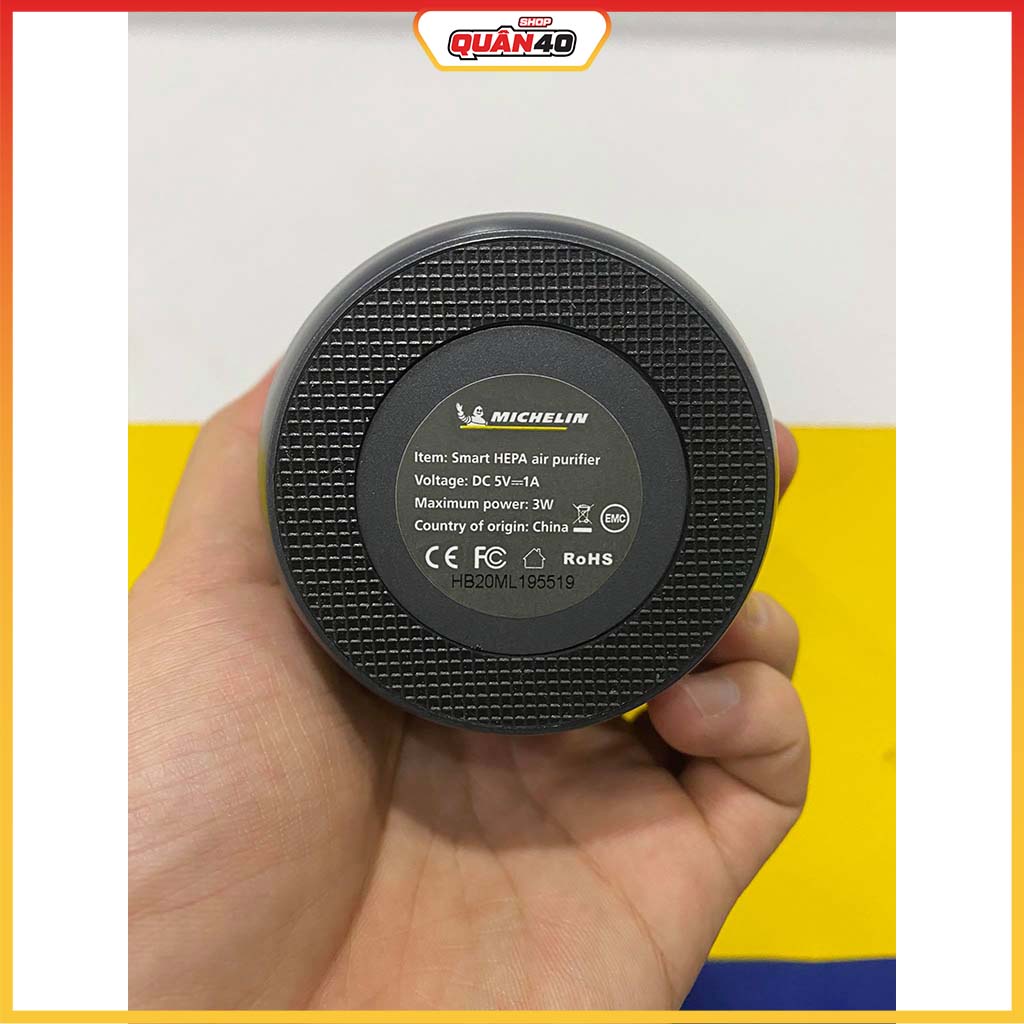 SHOP
QUÂN40
MICHELIN
Item: Smart HEPA air purifier
Voltage: DC 5V⎓1A
Maximum power: 3W
Country of origin: China
EMC
CE FC RoHS
HB20ML195519